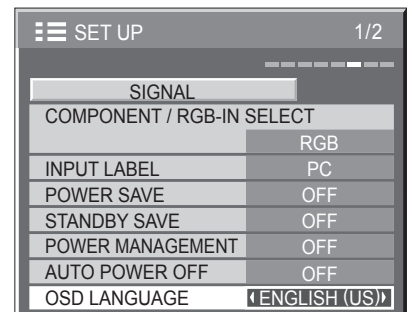 SET UP 1/2
SIGNAL
COMPONENT / RGB-IN SELECT
RGB
INPUT LABEL PC
POWER SAVE OFF
STANDBY SAVE OFF
POWER MANAGEMENT OFF
AUTO POWER OFF OFF
OSD LANGUAGE ENGLISH (US)